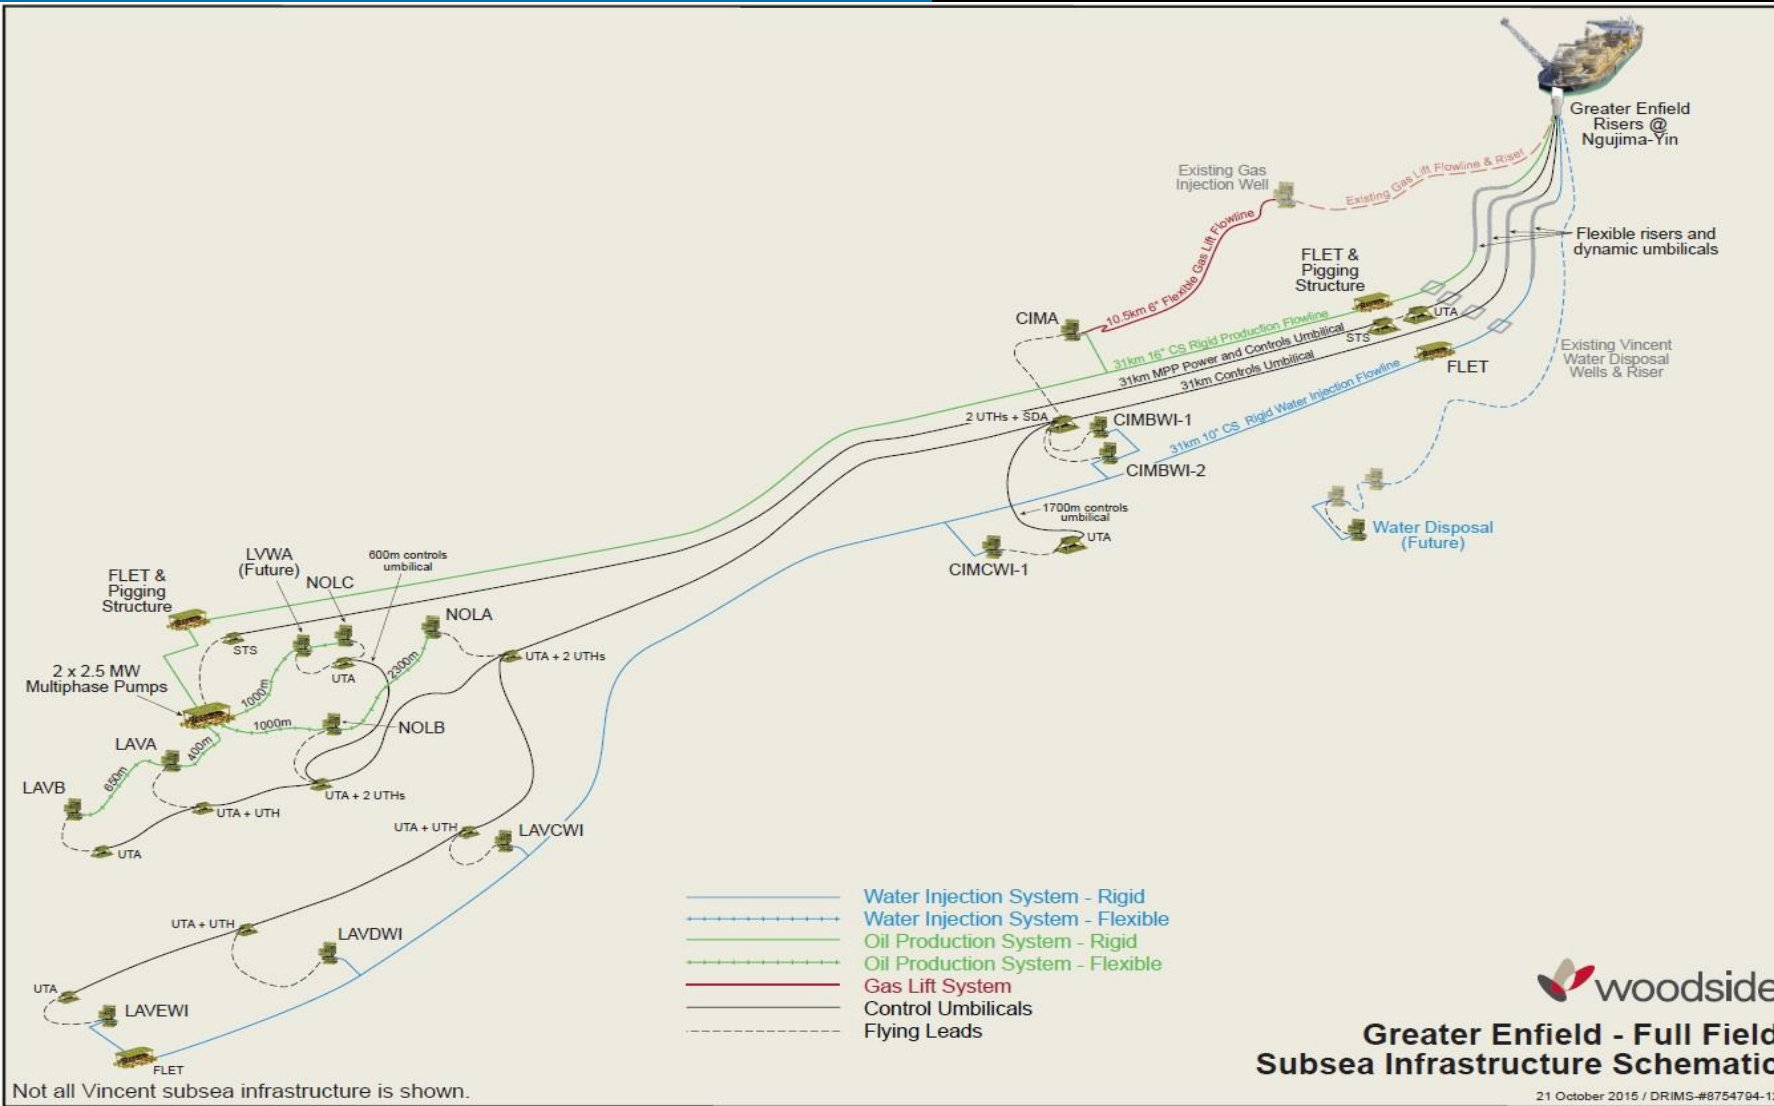 Greater Enfield
Risers @
Ngujima-Yin
Existing Gas
Injection Well
Existing Gas Lift Flowline & Riser
Flexible risers and
dynamic umbilicals
10.5km 6" Flexible Gas Lift Flowline
FLET &
Pigging
Structure
CIMA
31km 16" CS Rigid Production Flowline
UTA
STS
31km MPP Power and Controls Umbilical
31km Controls Umbilical
FLET
Existing Vincent
Water Disposal
Wells & Riser
31km 10" CS Rigid Water Injection Flowline
2 UTHs + SDA
CIMBWI-1
CIMBWI-2
1700m controls
umbilical
UTA
CIMCWI-1
Water Disposal
(Future)
LVWA
(Future)
600m controls
umbilical
NOLC
FLET &
Pigging
Structure
NOLA
STS
UTA
UTA + 2 UTHs
2 x 2.5 MW
Multiphase Pumps
1000m
2300m
1000m
NOLB
LAVA
400m
650m
LAVB
UTA + 2 UTHs
UTA + UTH
UTA
UTA + UTH
LAVCWI
UTA + UTH
LAVDWI
UTA
LAVEWI
FLET
Water Injection System - Rigid
Water Injection System - Flexible
Oil Production System - Rigid
Oil Production System - Flexible
Gas Lift System
Control Umbilicals
Flying Leads
woodside
Greater Enfield - Full Field
Subsea Infrastructure Schematic
Not all Vincent subsea infrastructure is shown.
21 October 2015 / DRIMS-#8754794-12